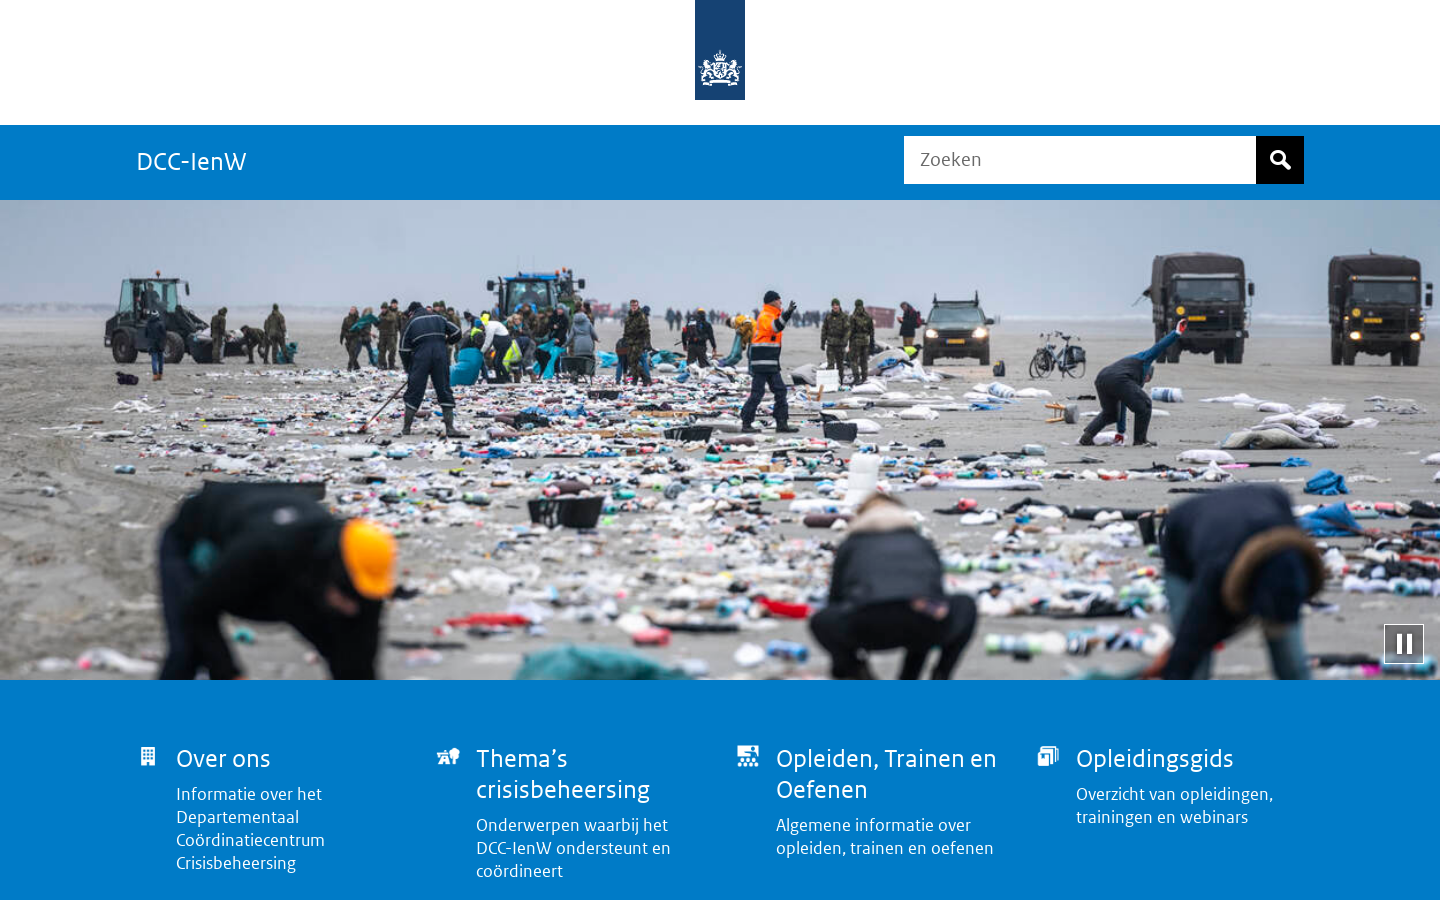 DCC-IenW
Zoeken
Over ons
Informatie over het
Departementaal
Coördinatiecentrum
Crisisbeheersing
Thema’s
crisisbeheersing
Onderwerpen waarbij het
DCC-IenW ondersteunt en
coördineert
Opleiden, Trainen en
Oefenen
Algemene informatie over
opleiden, trainen en oefenen
Opleidingsgids
Overzicht van opleidingen,
trainingen en webinars